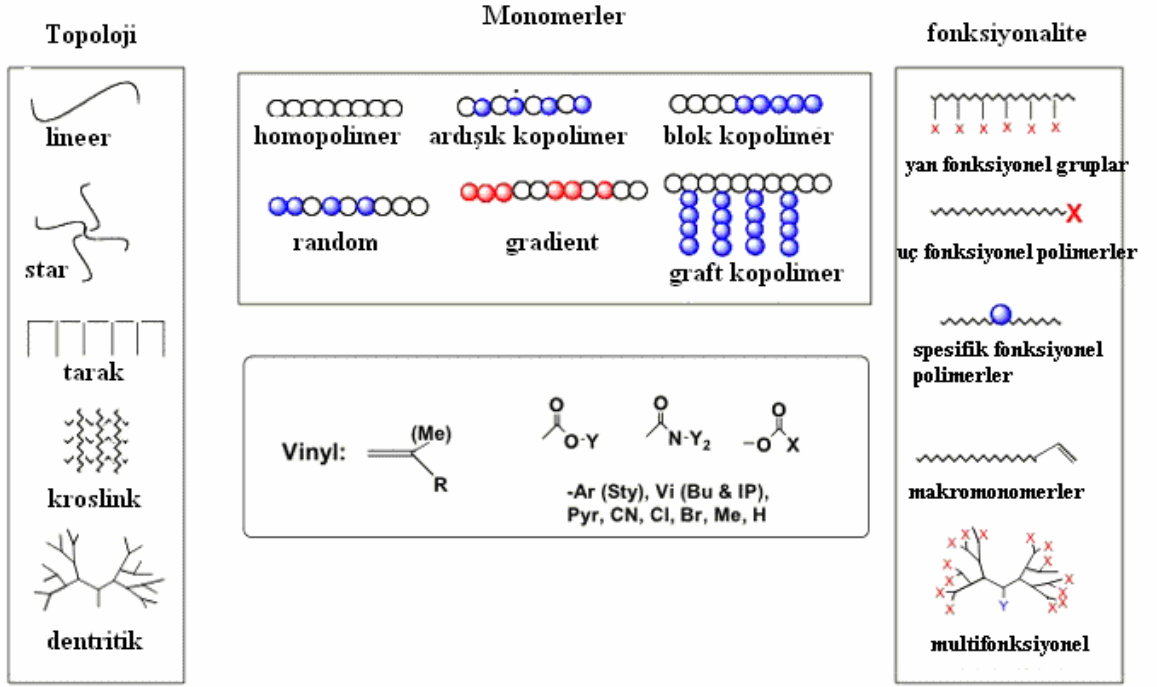 Topoloji
lineer
star
tarak
kroslink
dentritik
Monomerler
homopolimer
ardışık kopolimer
blok kopolimer
random
gradient
graft kopolimer
Vinyl:
(Me)
R
O
O-Y
O
N-Y2
O
–O X
-Ar (Sty), Vi (Bu & IP),
Pyr, CN, Cl, Br, Me, H
fonksiyonalite
X X X X X X
yan fonksiyonel gruplar
X
uç fonksiyonel polimerler
spesifik fonksiyonel
polimerler
makromonomerler
X X X X X X X X X X X X X X X
Y
multifonksiyonel